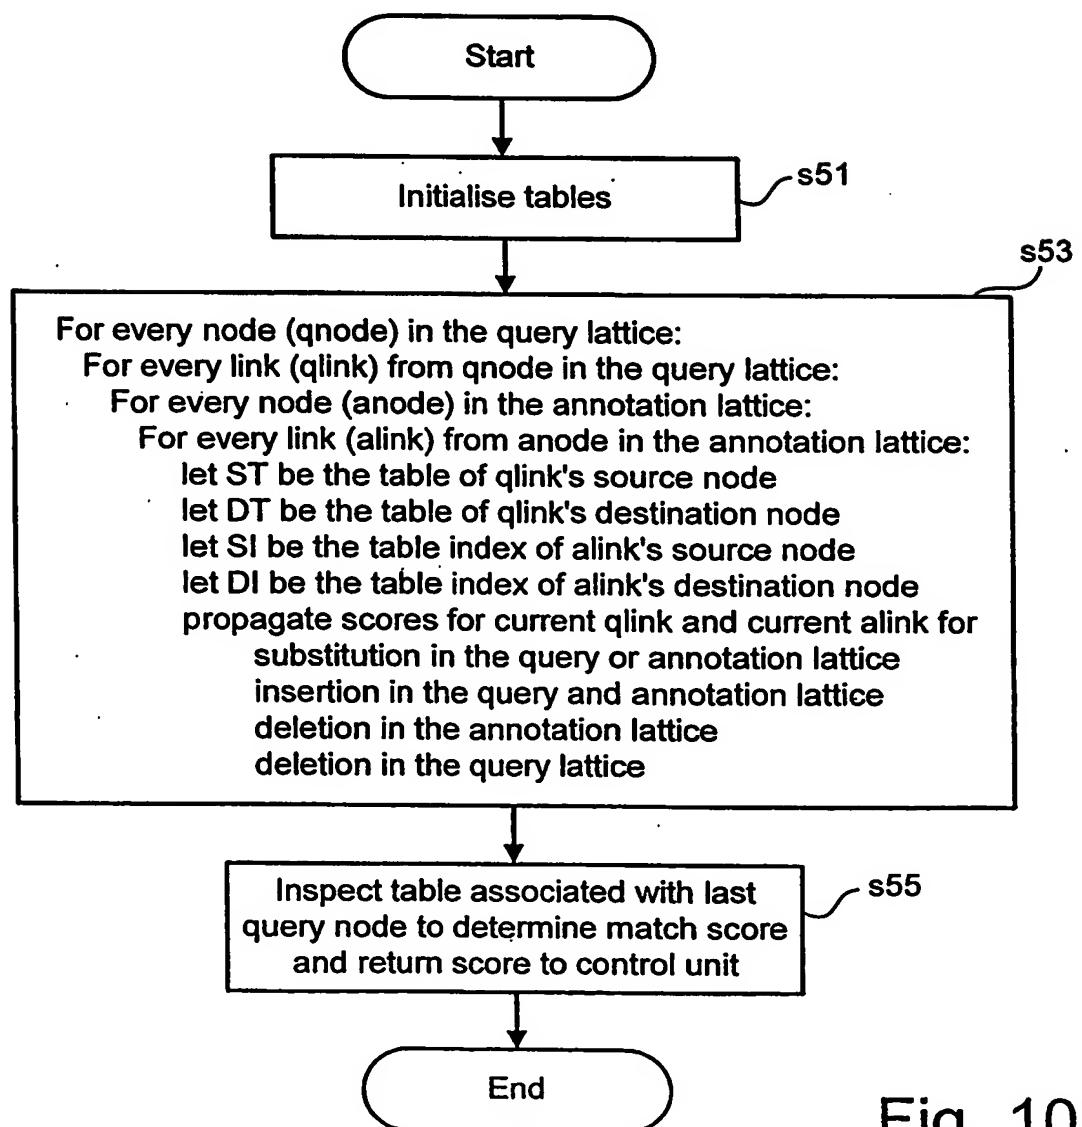 Start
Initialise tables
s51
s53
For every node (qnode) in the query lattice:
For every link (qlink) from qnode in the query lattice:
For every node (anode) in the annotation lattice:
For every link (alink) from anode in the annotation lattice:
let ST be the table of qlink's source node
let DT be the table of qlink's destination node
let SI be the table index of alink's source node
let DI be the table index of alink's destination node
propagate scores for current qlink and current alink for
substitution in the query or annotation lattice
insertion in the query and annotation lattice
deletion in the annotation lattice
deletion in the query lattice
Inspect table associated with last
query node to determine match score
and return score to control unit
s55
End
Fig. 10